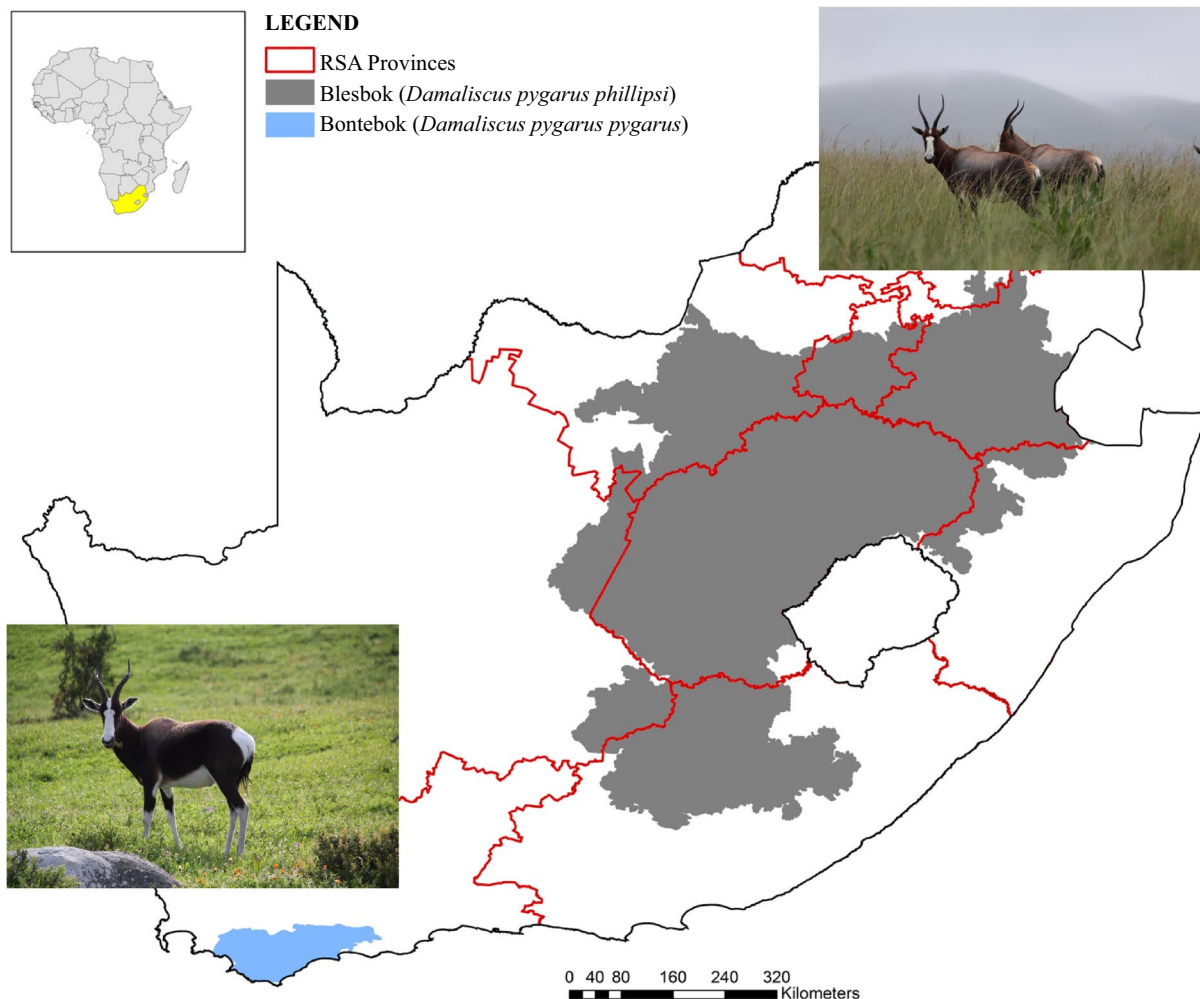 LEGEND
RSA Provinces
Blesbok (Damaliscus pygarus phillipsi)
Bontebok (Damaliscus pygarus pygarus)
0 40 80 160 240 320
Kilometers